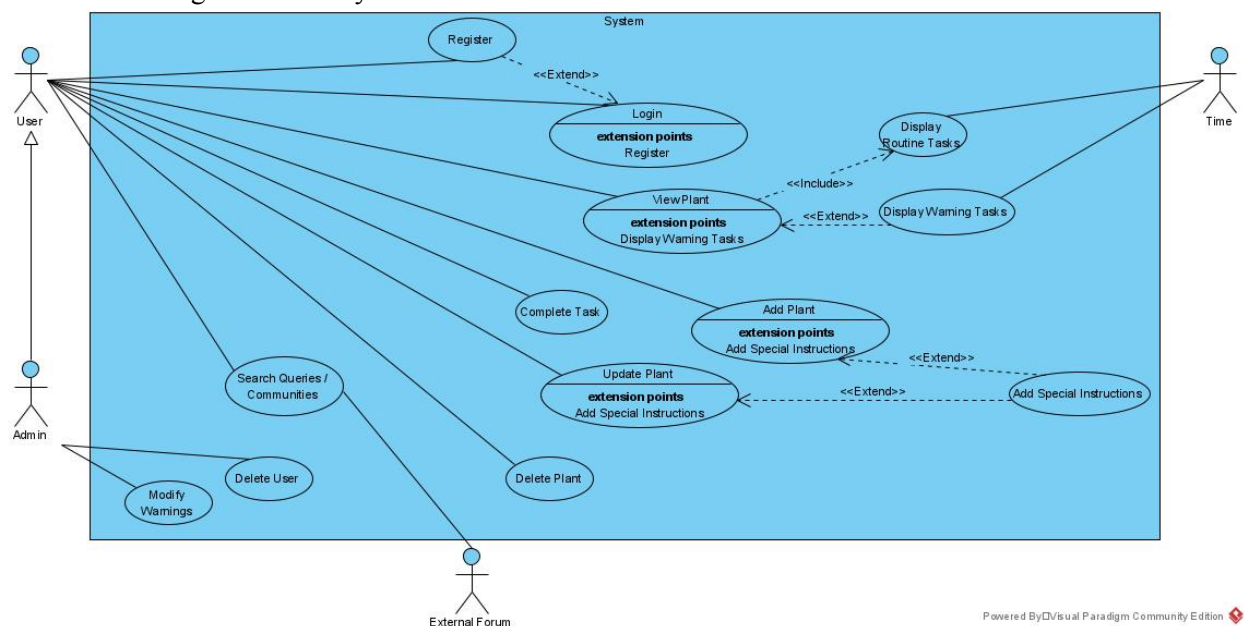 System
Register
<<Extend>>
User
Login
extension points
Register
Time
Display
Routine Tasks
<<Include>>
View Plant
extension points
Display Warning Tasks
<<Extend>>
Display Warning Tasks
Complete Task
Add Plant
extension points
Add Special Instructions
<<Extend>>
Search Queries /
Communities
Update Plant
extension points
Add Special Instructions
<<Extend>>
Add Special Instructions
Admin
Delete User
Delete Plant
Modify
Warnings
External Forum
Powered By Visual Paradigm Community Edition